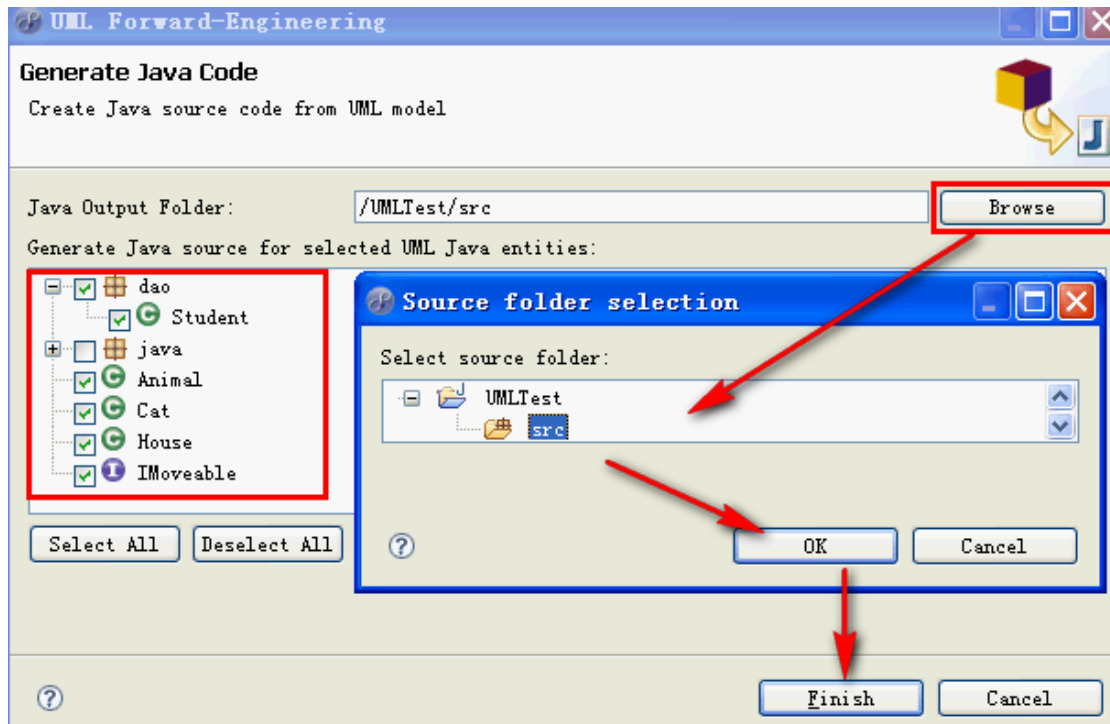 UML Forward-Engineering
Generate Java Code
Create Java source code from UML model
Java Output Folder: /UMLTest/src Browse
Generate Java source for selected UML Java entities:
dao
Student
java
Animal
Cat
House
IMoveable
Source folder selection
Select source folder:
UMLTest
src
OK Cancel
Select All Deselect All
Finish Cancel